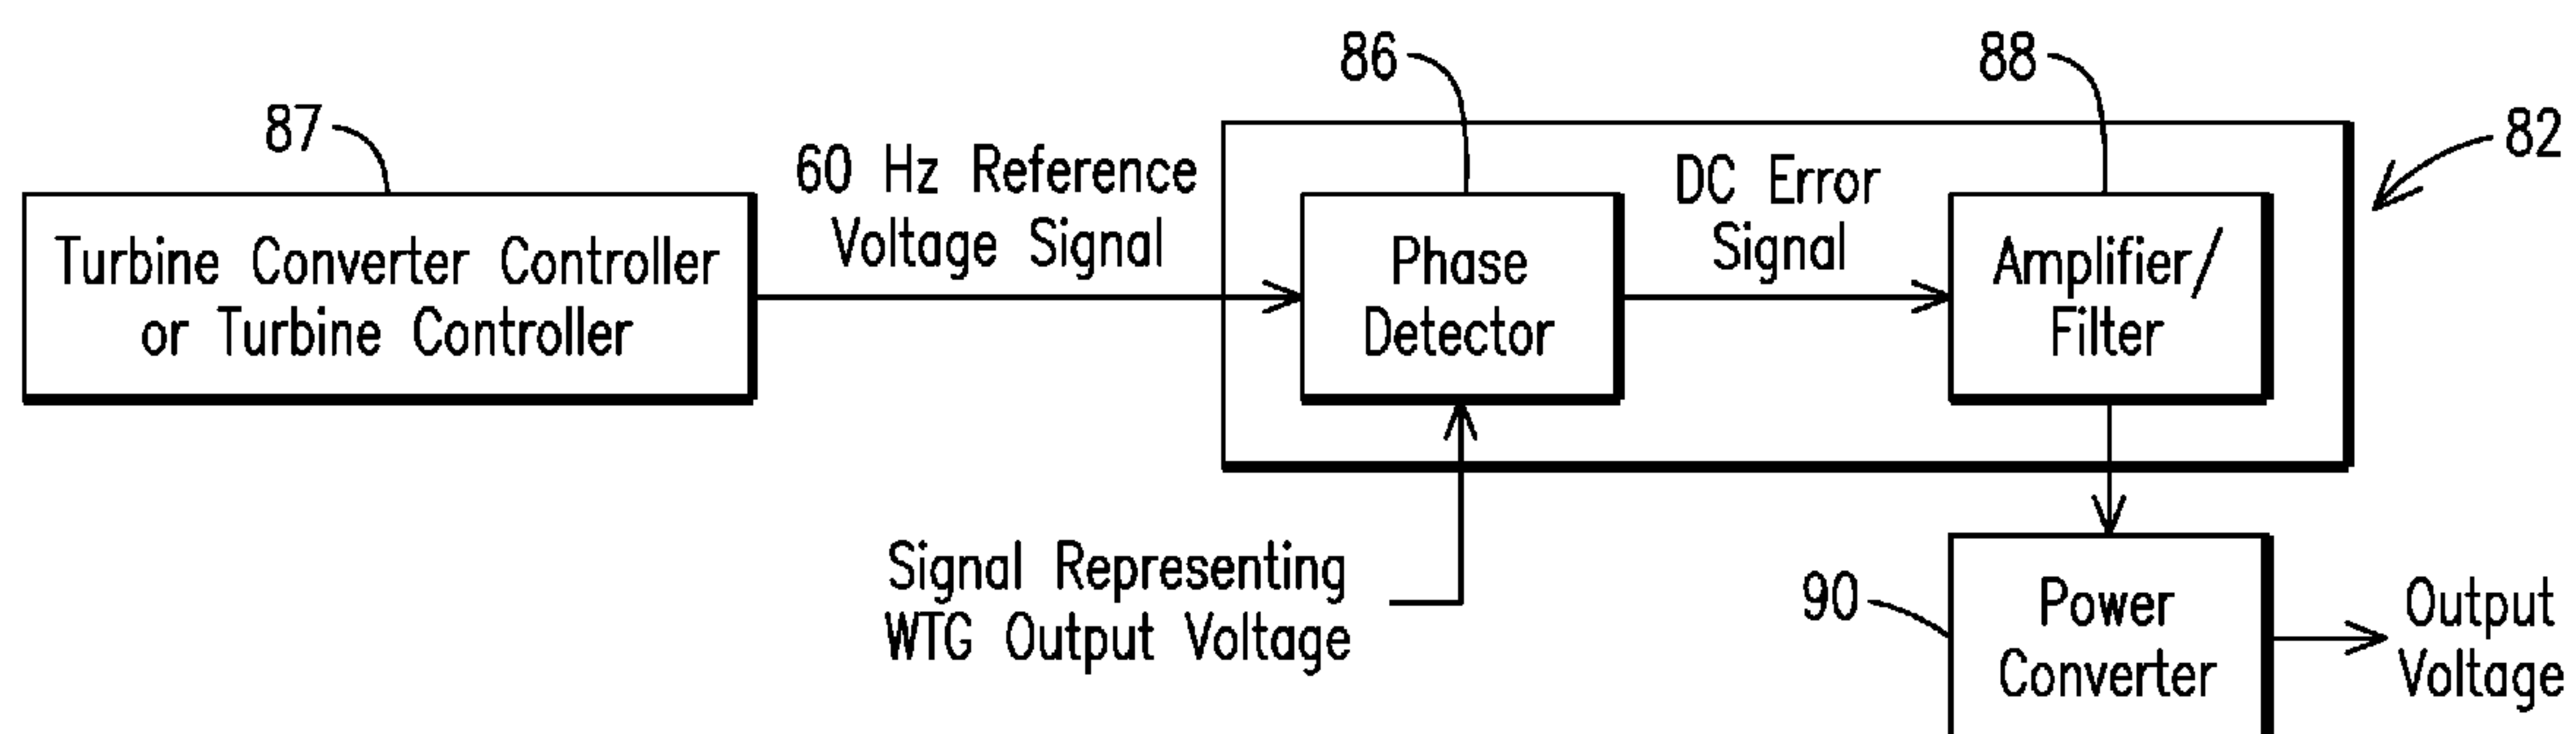 87
Turbine Converter Controller
or Turbine Controller
60 Hz Reference
Voltage Signal
86
Phase
Detector
DC Error
Signal
88
Amplifier/
Filter
82
Signal Representing
WTG Output Voltage
90
Power
Converter
Output
Voltage